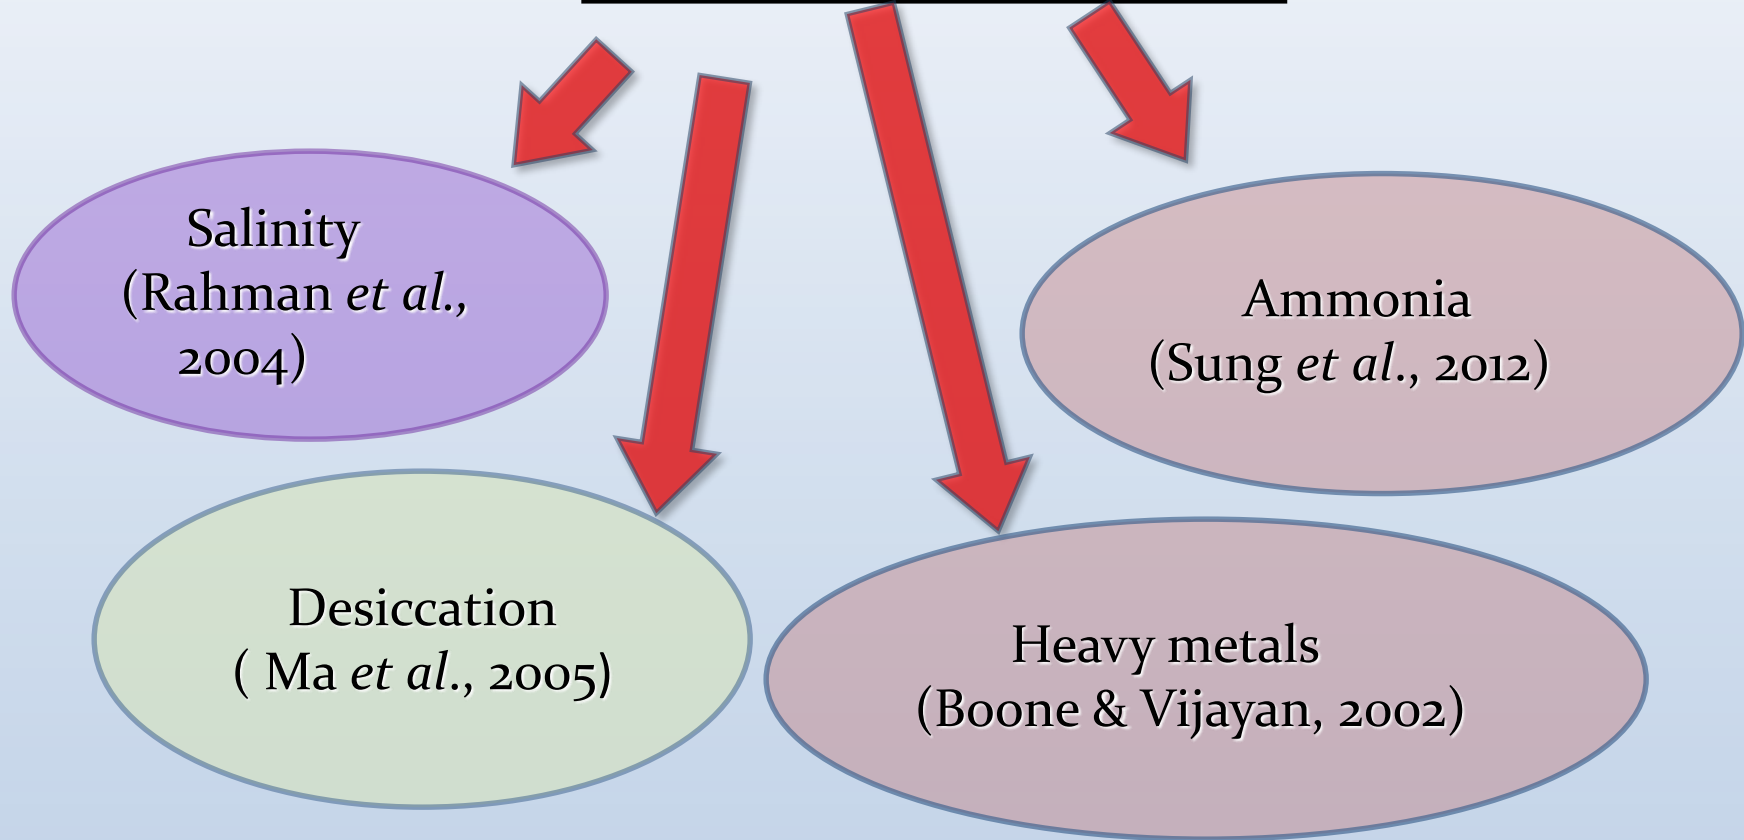 Salinity
(Rahman et al.,
2004)
Ammonia
(Sung et al., 2012)
Desiccation
( Ma et al., 2005)
Heavy metals
(Boone & Vijayan, 2002)